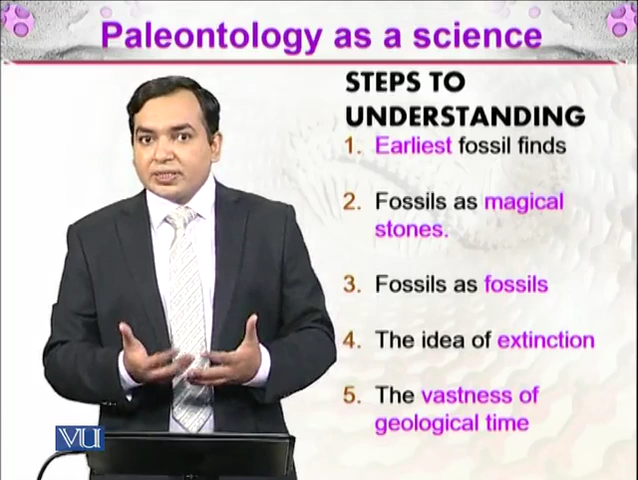 Paleontology as a science
STEPS TO
UNDERSTANDING
1. Earliest fossil finds
2. Fossils as magical
stones.
3. Fossils as fossils
4. The idea of extinction
5. The vastness of
geological time
VU